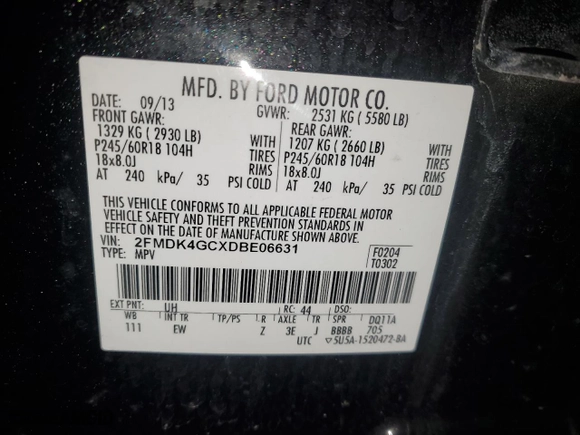 MFD. BY FORD MOTOR CO.
DATE: 09/13 GVWR: 2531 KG ( 5580 LB)
FRONT GAWR: REAR GAWR:
1329 KG ( 2930 LB) WITH 1207 KG ( 2660 LB) WITH
P245/60R18 104H TIRES P245/60R18 104H TIRES
18x8.0J RIMS 18x8.0J RIMS
AT 240 kPa/ 35 PSI COLD AT 240 kPa/ 35 PSI COLD
THIS VEHICLE CONFORMS TO ALL APPLICABLE FEDERAL MOTOR
VEHICLE SAFETY AND THEFT PREVENTION STANDARDS IN
EFFECT ON THE DATE OF MANUFACTURE SHOWN ABOVE.
VIN: 2FMDK4GCXDBE06631 F0204
TYPE: MPV T0302
EXT PNT: UH RC: 44 DSO:
WB INT TR TP/PS R AXLE TR SPR DQ11A
111 EW Z 3E J BBBB 705
UTC ▽5U5A-1520472-BA